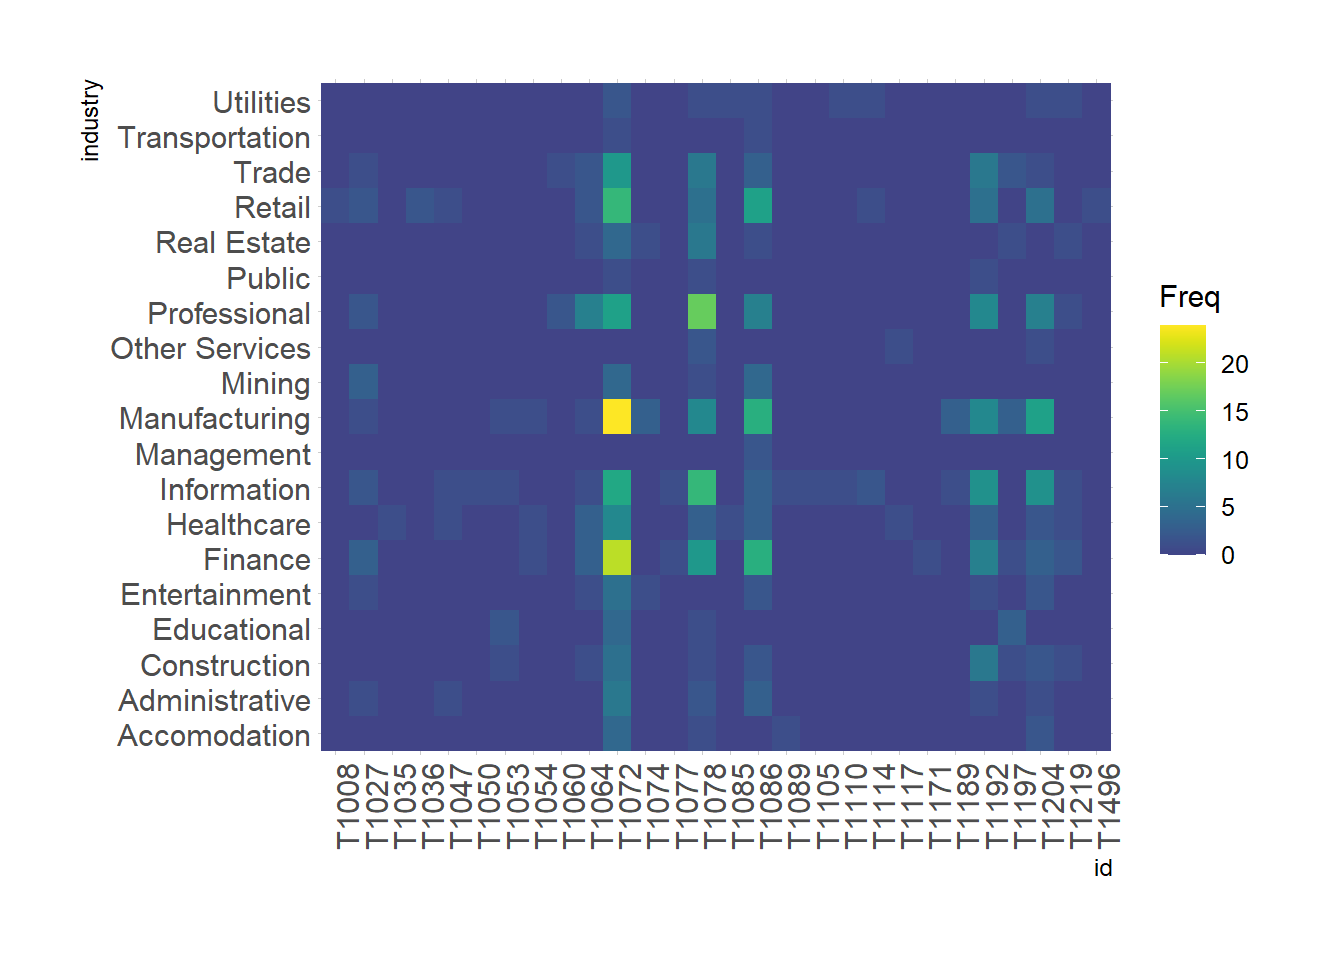 industry
Utilities
Transportation
Trade
Retail
Real Estate
Public
Professional
Other Services
Mining
Manufacturing
Management
Information
Healthcare
Finance
Entertainment
Educational
Construction
Administrative
Accomodation
T1008
T1027
T1035
T1036
T1047
T1050
T1053
T1054
T1060
T1064
T1072
T1074
T1077
T1078
T1085
T1086
T1089
T1105
T1110
T1114
T1117
T1171
T1189
T1192
T1197
T1204
T1219
T1496
id
Freq
20
15
10
5
0